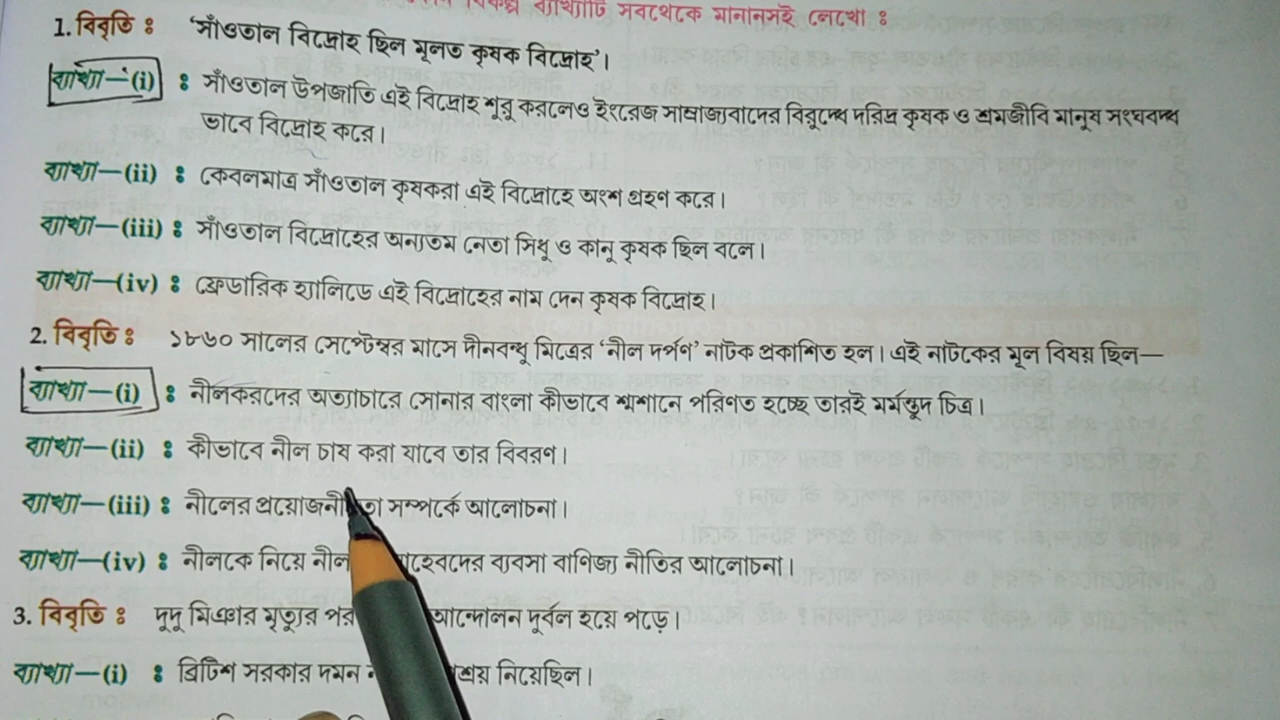 বিকল্প ব্যাখ্যাটি সবথেকে মানানসই লেখো ঃ
1. বিবৃতি ঃ 'সাঁওতাল বিদ্রোহ ছিল মূলত কৃষক বিদ্রোহ'।
ব্যাখ্যা—(i) ঃ সাঁওতাল উপজাতি এই বিদ্রোহ শুরু করলেও ইংরেজ সাম্রাজ্যবাদের বিরুদ্ধে দরিদ্র কৃষক ও শ্রমজীবি মানুষ সংঘবদ্ধ
ভাবে বিদ্রোহ করে।
ব্যাখ্যা—(ii) ঃ কেবলমাত্র সাঁওতাল কৃষকরা এই বিদ্রোহে অংশ গ্রহণ করে।
ব্যাখ্যা—(iii) ঃ সাঁওতাল বিদ্রোহের অন্যতম নেতা সিধু ও কানু কৃষক ছিল বলে।
ব্যাখ্যা—(iv) ঃ ফ্রেডারিক হ্যালিডে এই বিদ্রোহের নাম দেন কৃষক বিদ্রোহ।
2. বিবৃতি ঃ ১৮৬০ সালের সেপ্টেম্বর মাসে দীনবন্ধু মিত্রের 'নীল দর্পণ' নাটক প্রকাশিত হল। এই নাটকের মূল বিষয় ছিল—
ব্যাখ্যা—(i) ঃ নীলকরদের অত্যাচারে সোনার বাংলা কীভাবে শ্মশানে পরিণত হচ্ছে তারই মর্মন্তুদ চিত্র।
ব্যাখ্যা—(ii) ঃ কীভাবে নীল চাষ করা যাবে তার বিবরণ।
ব্যাখ্যা—(iii) ঃ নীলের প্রয়োজনীয়তা সম্পর্কে আলোচনা।
ব্যাখ্যা—(iv) ঃ নীলকে নিয়ে নীল ব্যবসা বাণিজ্য নীতির আলোচনা।
3. বিবৃতি ঃ দুদু মিঞার মৃত্যুর পর আন্দোলন দুর্বল হয়ে পড়ে।
ব্যাখ্যা—(i) ঃ ব্রিটিশ সরকার দমন নিয়েছিল।